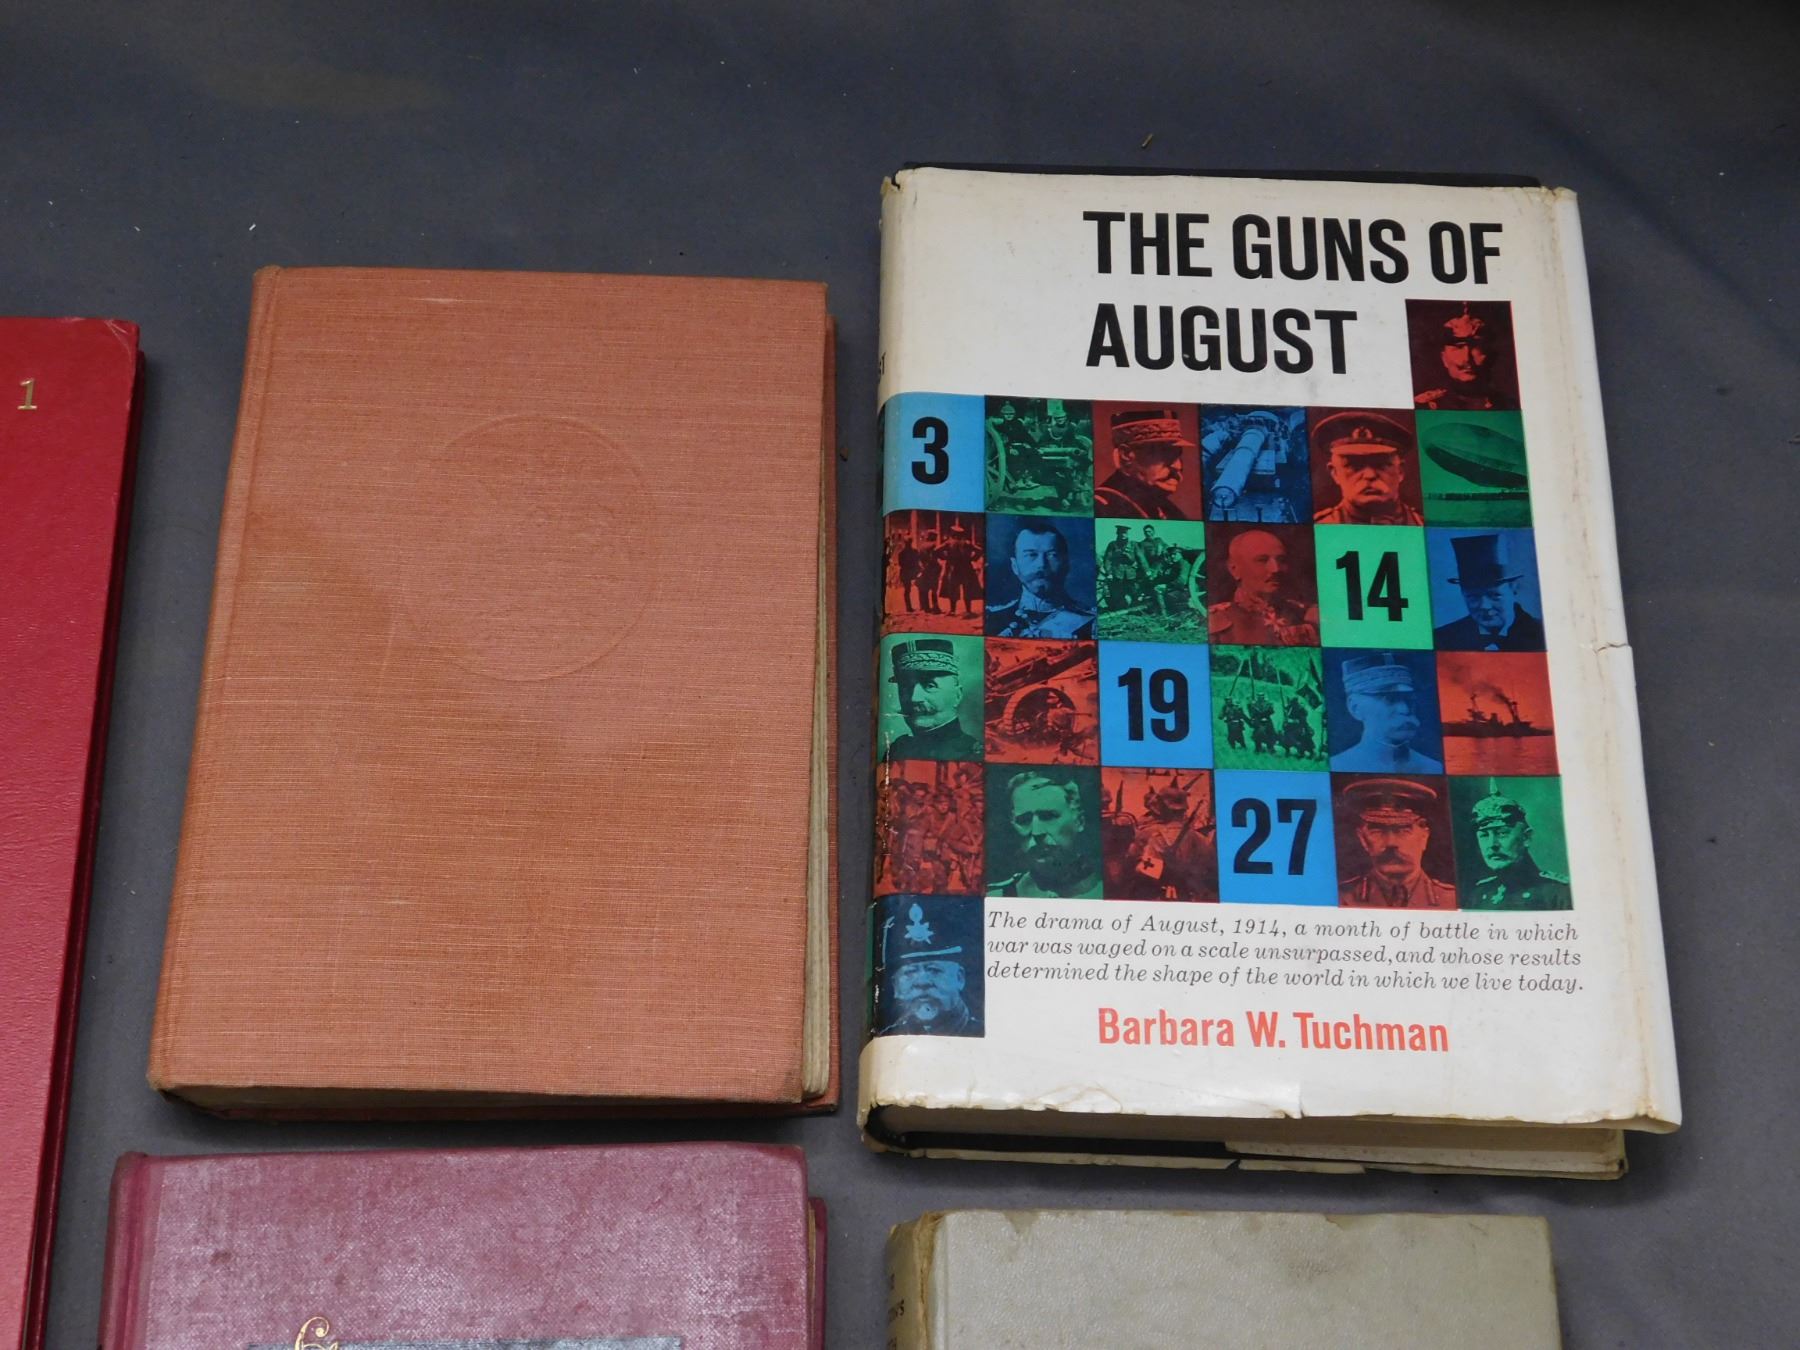 1
THE GUNS OF
AUGUST
3
14
19
27
The drama of August, 1914, a month of battle in which
war was waged on a scale unsurpassed, and whose results
determined the shape of the world in which we live today.
Barbara W. Tuchman